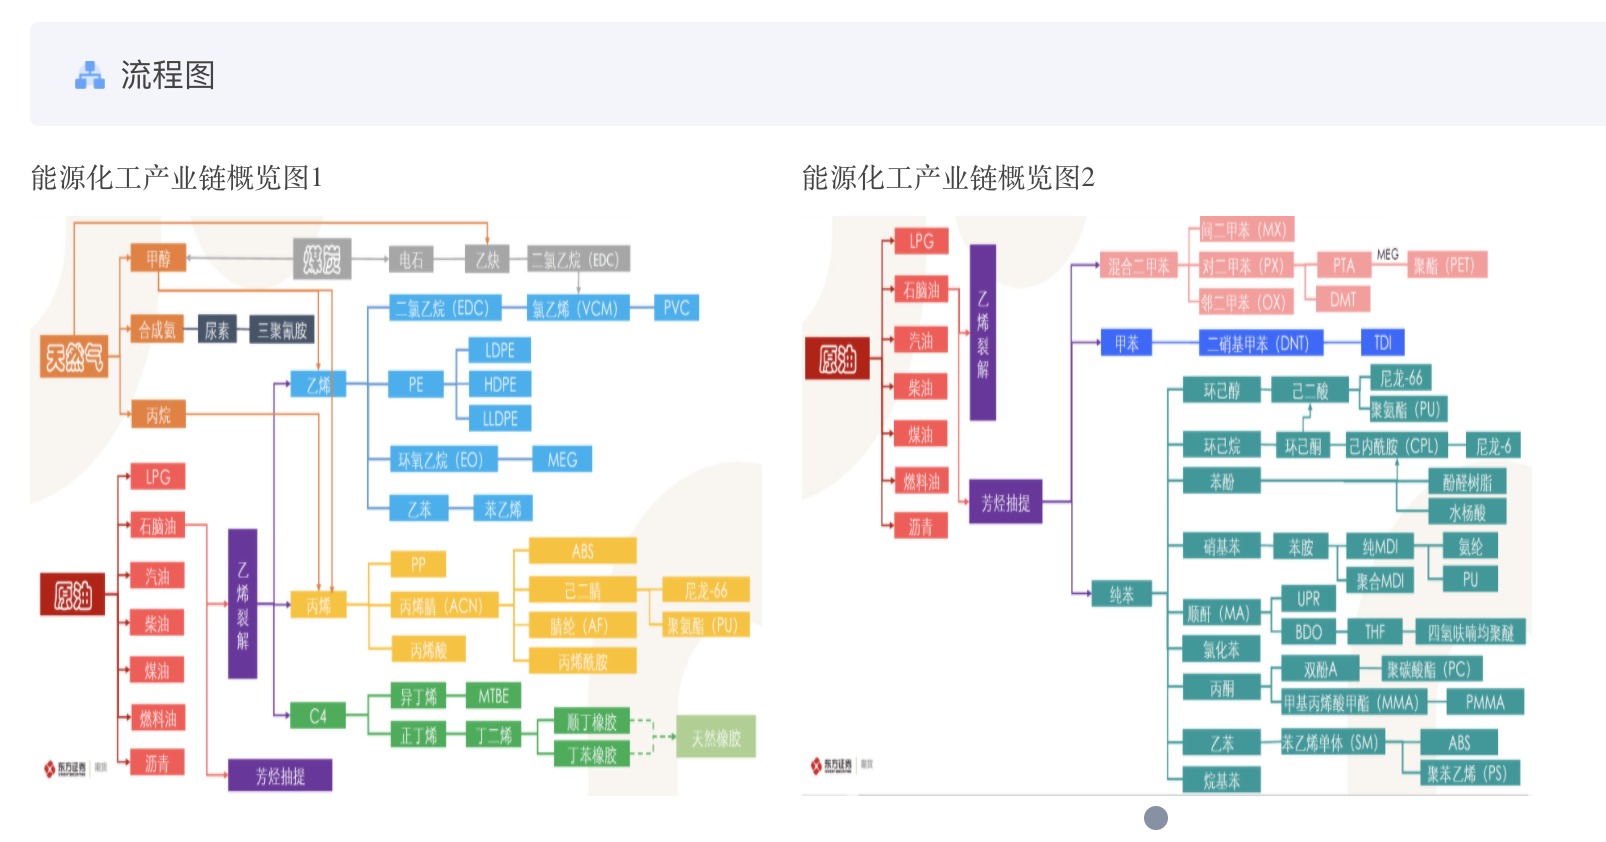 流程图
能源化工产业链概览图1
能源化工产业链概览图2
甲醇
煤炭
电石
乙炔
二氯乙烷（EDC）
合成氨
尿素
三聚氰胺
二氯乙烷（EDC）
氯乙烯（VCM）
PVC
天然气
LDPE
乙烯
PE
HDPE
丙烷
LLDPE
环氧乙烷（EO）
MEG
LPG
乙苯
苯乙烯
石脑油
乙烯裂解
ABS
PP
汽油
己二腈
尼龙-66
原油
丙烯
丙烯腈（ACN）
柴油
腈纶（AF）
聚氨酯（PU）
丙烯酸
丙烯酰胺
煤油
异丁烯
MTBE
燃料油
C4
顺丁橡胶
正丁烯
丁二烯
天然橡胶
丁苯橡胶
沥青
芳烃抽提
东方证券
期货
LPG
间二甲苯（MX）
混合二甲苯
对二甲苯（PX）
PTA
MEG
聚酯（PET）
石脑油
乙烯裂解
邻二甲苯（OX）
DMT
汽油
甲苯
二硝基甲苯（DNT）
TDI
原油
柴油
环己醇
己二酸
尼龙-66
聚氨酯（PU）
煤油
环己烷
环己酮
己内酰胺（CPL）
尼龙-6
燃料油
苯酚
酚醛树脂
芳烃抽提
水杨酸
沥青
硝基苯
苯胺
纯MDI
氨纶
聚合MDI
PU
纯苯
顺酐（MA）
UPR
BDO
THF
四氢呋喃均聚醚
氯化苯
丙酮
双酚A
聚碳酸酯（PC）
甲基丙烯酸甲酯（MMA）
PMMA
乙苯
苯乙烯单体（SM）
ABS
聚苯乙烯（PS）
烷基苯
东方证券
期货